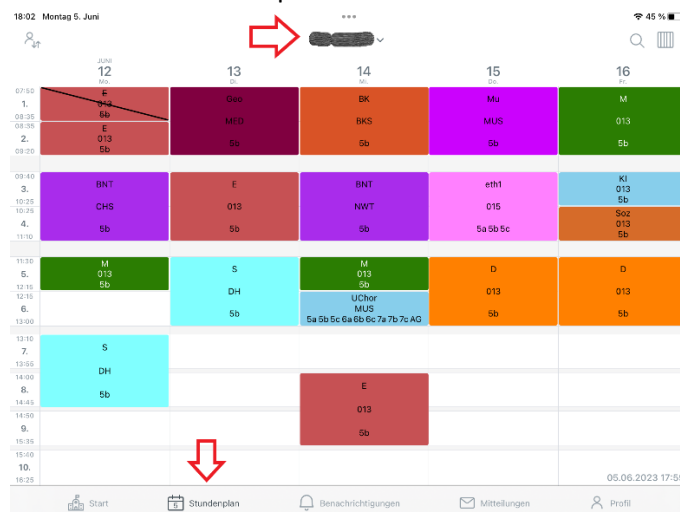 18:02 Montag 5. Juni
45 %
JUNI
12
Mo.
13
Di.
14
Mi.
15
Do.
16
Fr.
07:50
1.
08:35
E
013
5b
Geo
MED
5b
BK
BKS
5b
Mu
MUS
5b
M
013
5b
08:35
2.
09:20
E
013
5b
09:40
3.
10:25
BNT
CHS
5b
E
013
5b
BNT
NWT
5b
eth1
015
5a 5b 5c
KI
013
5b
10:25
4.
11:10
Soz
013
5b
11:30
5.
12:15
M
013
5b
S
DH
5b
M
013
5b
D
013
5b
D
013
5b
12:15
6.
13:00
UChor
MUS
5a 5b 5c 6a 6b 6c 7a 7b 7c AG
13:10
7.
13:55
S
DH
5b
14:00
8.
14:45
E
013
5b
14:50
9.
15:35
15:40
10.
16:25
05.06.2023 17:55
Start
5
Stundenplan
Benachrichtigungen
Mitteilungen
Profil